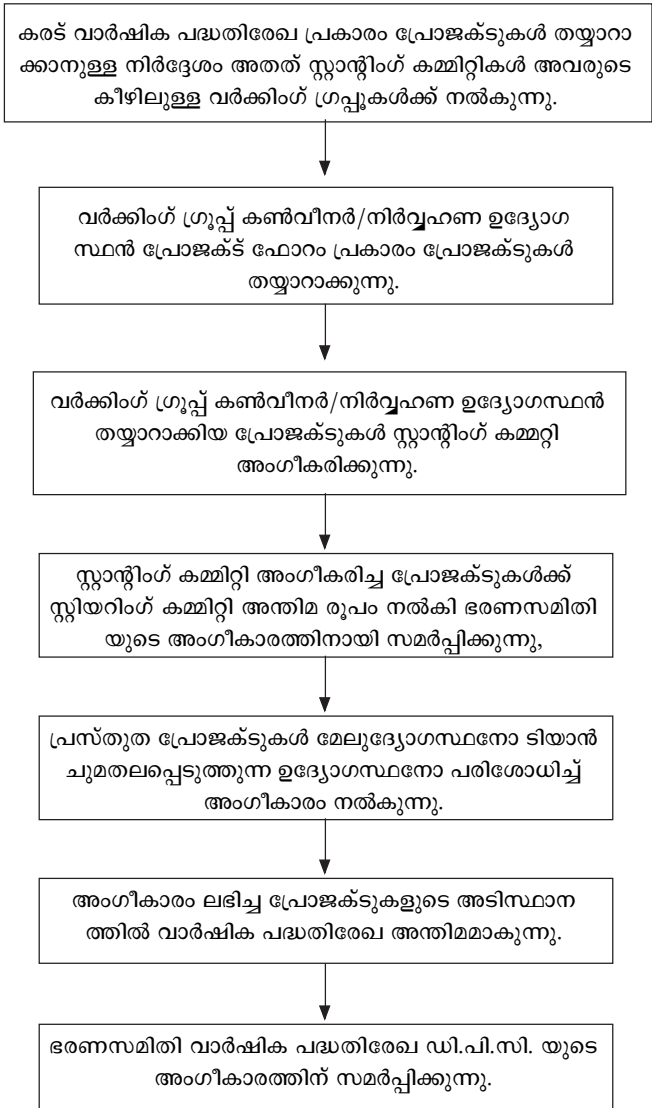 കരട് വാർഷിക പദ്ധതിരേഖ പ്രകാരം പ്രോജക്ടുകൾ തയ്യാറാ
ക്കാനുള്ള നിർദ്ദേശം അതത് സ്റ്റാന്റിംഗ് കമ്മിറ്റികൾ അവരുടെ
കീഴിലുള്ള വർക്കിംഗ് ഗ്രപ്പൂകൾക്ക് നൽകുന്നു.
വർക്കിംഗ് ഗ്രൂപ്പ് കൺവീനർ/നിർവ്വഹണ ഉദ്യോഗ
സ്ഥൻ പ്രോജക്ട് ഫോറം പ്രകാരം പ്രോജക്ടുകൾ
തയ്യാറാക്കുന്നു.
വർക്കിംഗ് ഗ്രൂപ്പ് കൺവീനർ/നിർവ്വഹണ ഉദ്യോഗസ്ഥൻ
തയ്യാറാക്കിയ പ്രോജക്ടുകൾ സ്റ്റാന്റിംഗ് കമ്മറ്റി
അംഗീകരിക്കുന്നു.
സ്റ്റാന്റിംഗ് കമ്മിറ്റി അംഗീകരിച്ച പ്രോജക്ടുകൾക്ക്
സ്റ്റിയറിംഗ് കമ്മിറ്റി അന്തിമ രൂപം നൽകി ഭരണസമിതി
യുടെ അംഗീകാരത്തിനായി സമർപ്പിക്കുന്നു,
പ്രസ്തുത പ്രോജക്ടുകൾ മേലുദ്യോഗസ്ഥനോ ടിയാൻ
ചുമതലപ്പെടുത്തുന്ന ഉദ്യോഗസ്ഥനോ പരിശോധിച്ച്
അംഗീകാരം നൽകുന്നു.
അംഗീകാരം ലഭിച്ച പ്രോജക്ടുകളുടെ അടിസ്ഥാന
ത്തിൽ വാർഷിക പദ്ധതിരേഖ അന്തിമമാകുന്നു.
ഭരണസമിതി വാർഷിക പദ്ധതിരേഖ ഡി.പി.സി. യുടെ
അംഗീകാരത്തിന് സമർപ്പിക്കുന്നു.